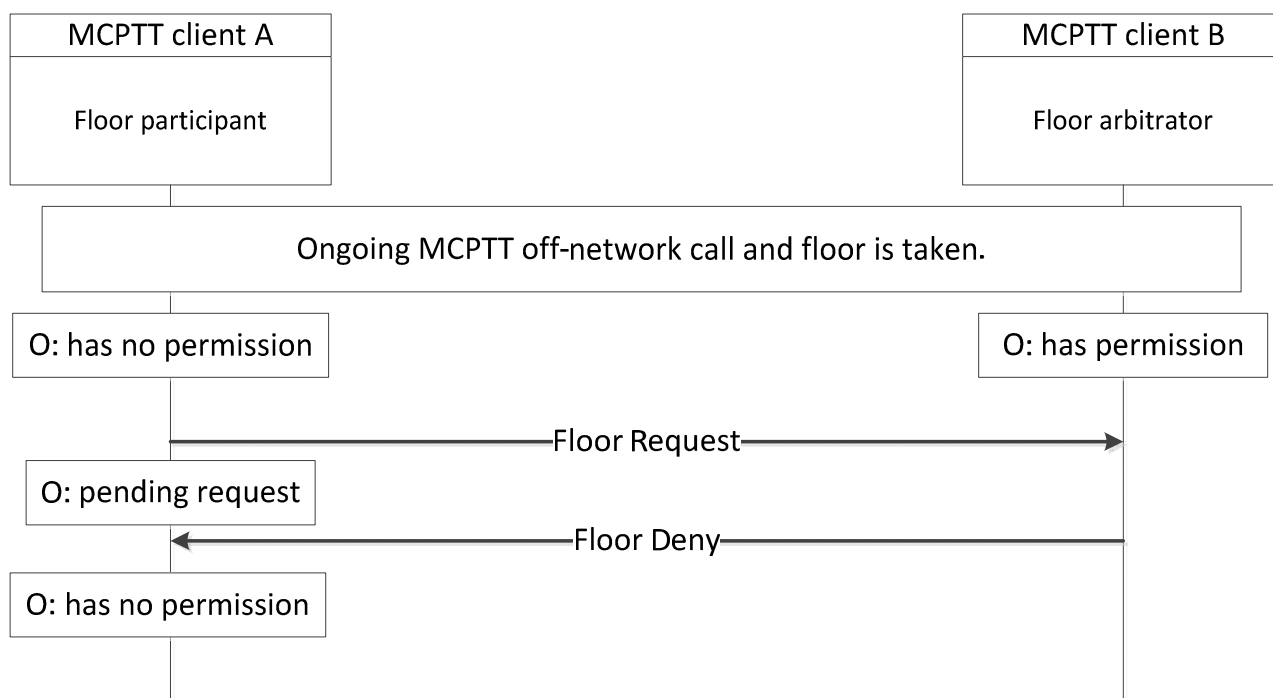 MCPTT client A
MCPTT client B
Floor participant
Floor arbitrator
Ongoing MCPTT off-network call and floor is taken.
O: has no permission
O: has permission
Floor Request
O: pending request
Floor Deny
O: has no permission